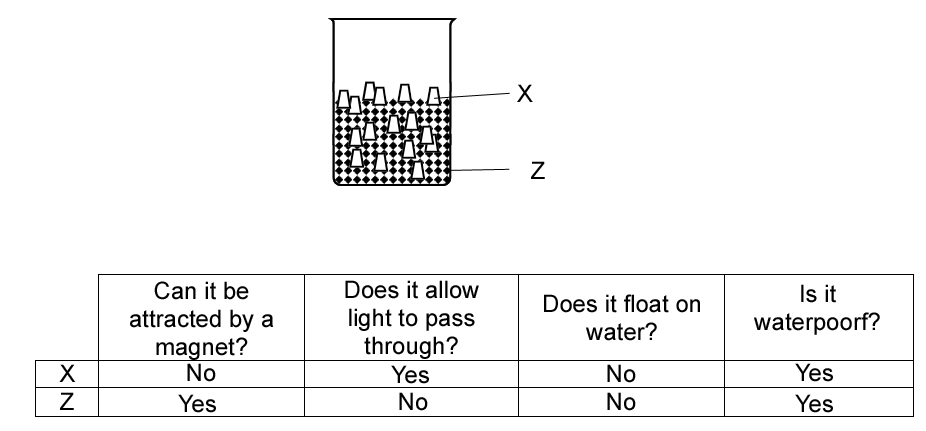 X
Z
Can it be
attracted by a
magnet?
Does it allow
light to pass
through?
Does it float on
water?
Is it
waterpoorf?
X No Yes No Yes
Z Yes No No Yes